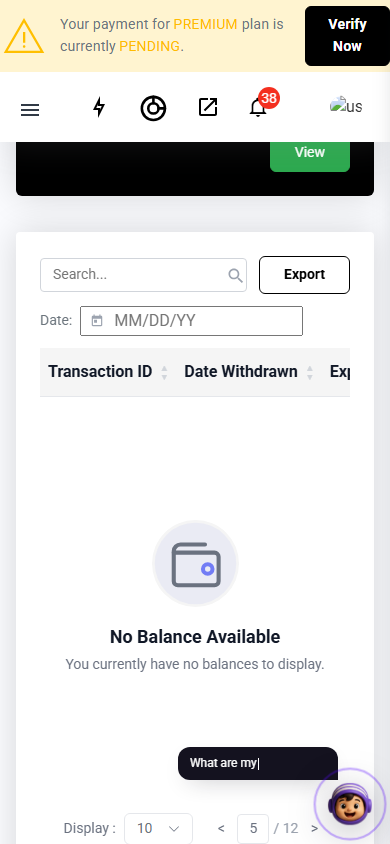 Your payment for PREMIUM plan is
currently PENDING.
Verify
Now
38
us
View
Search...
Export
Date:
MM/DD/YY
Transaction ID
Date Withdrawn
Exp
No Balance Available
You currently have no balances to display.
What are my
Display :
10
<
5
/ 12
>